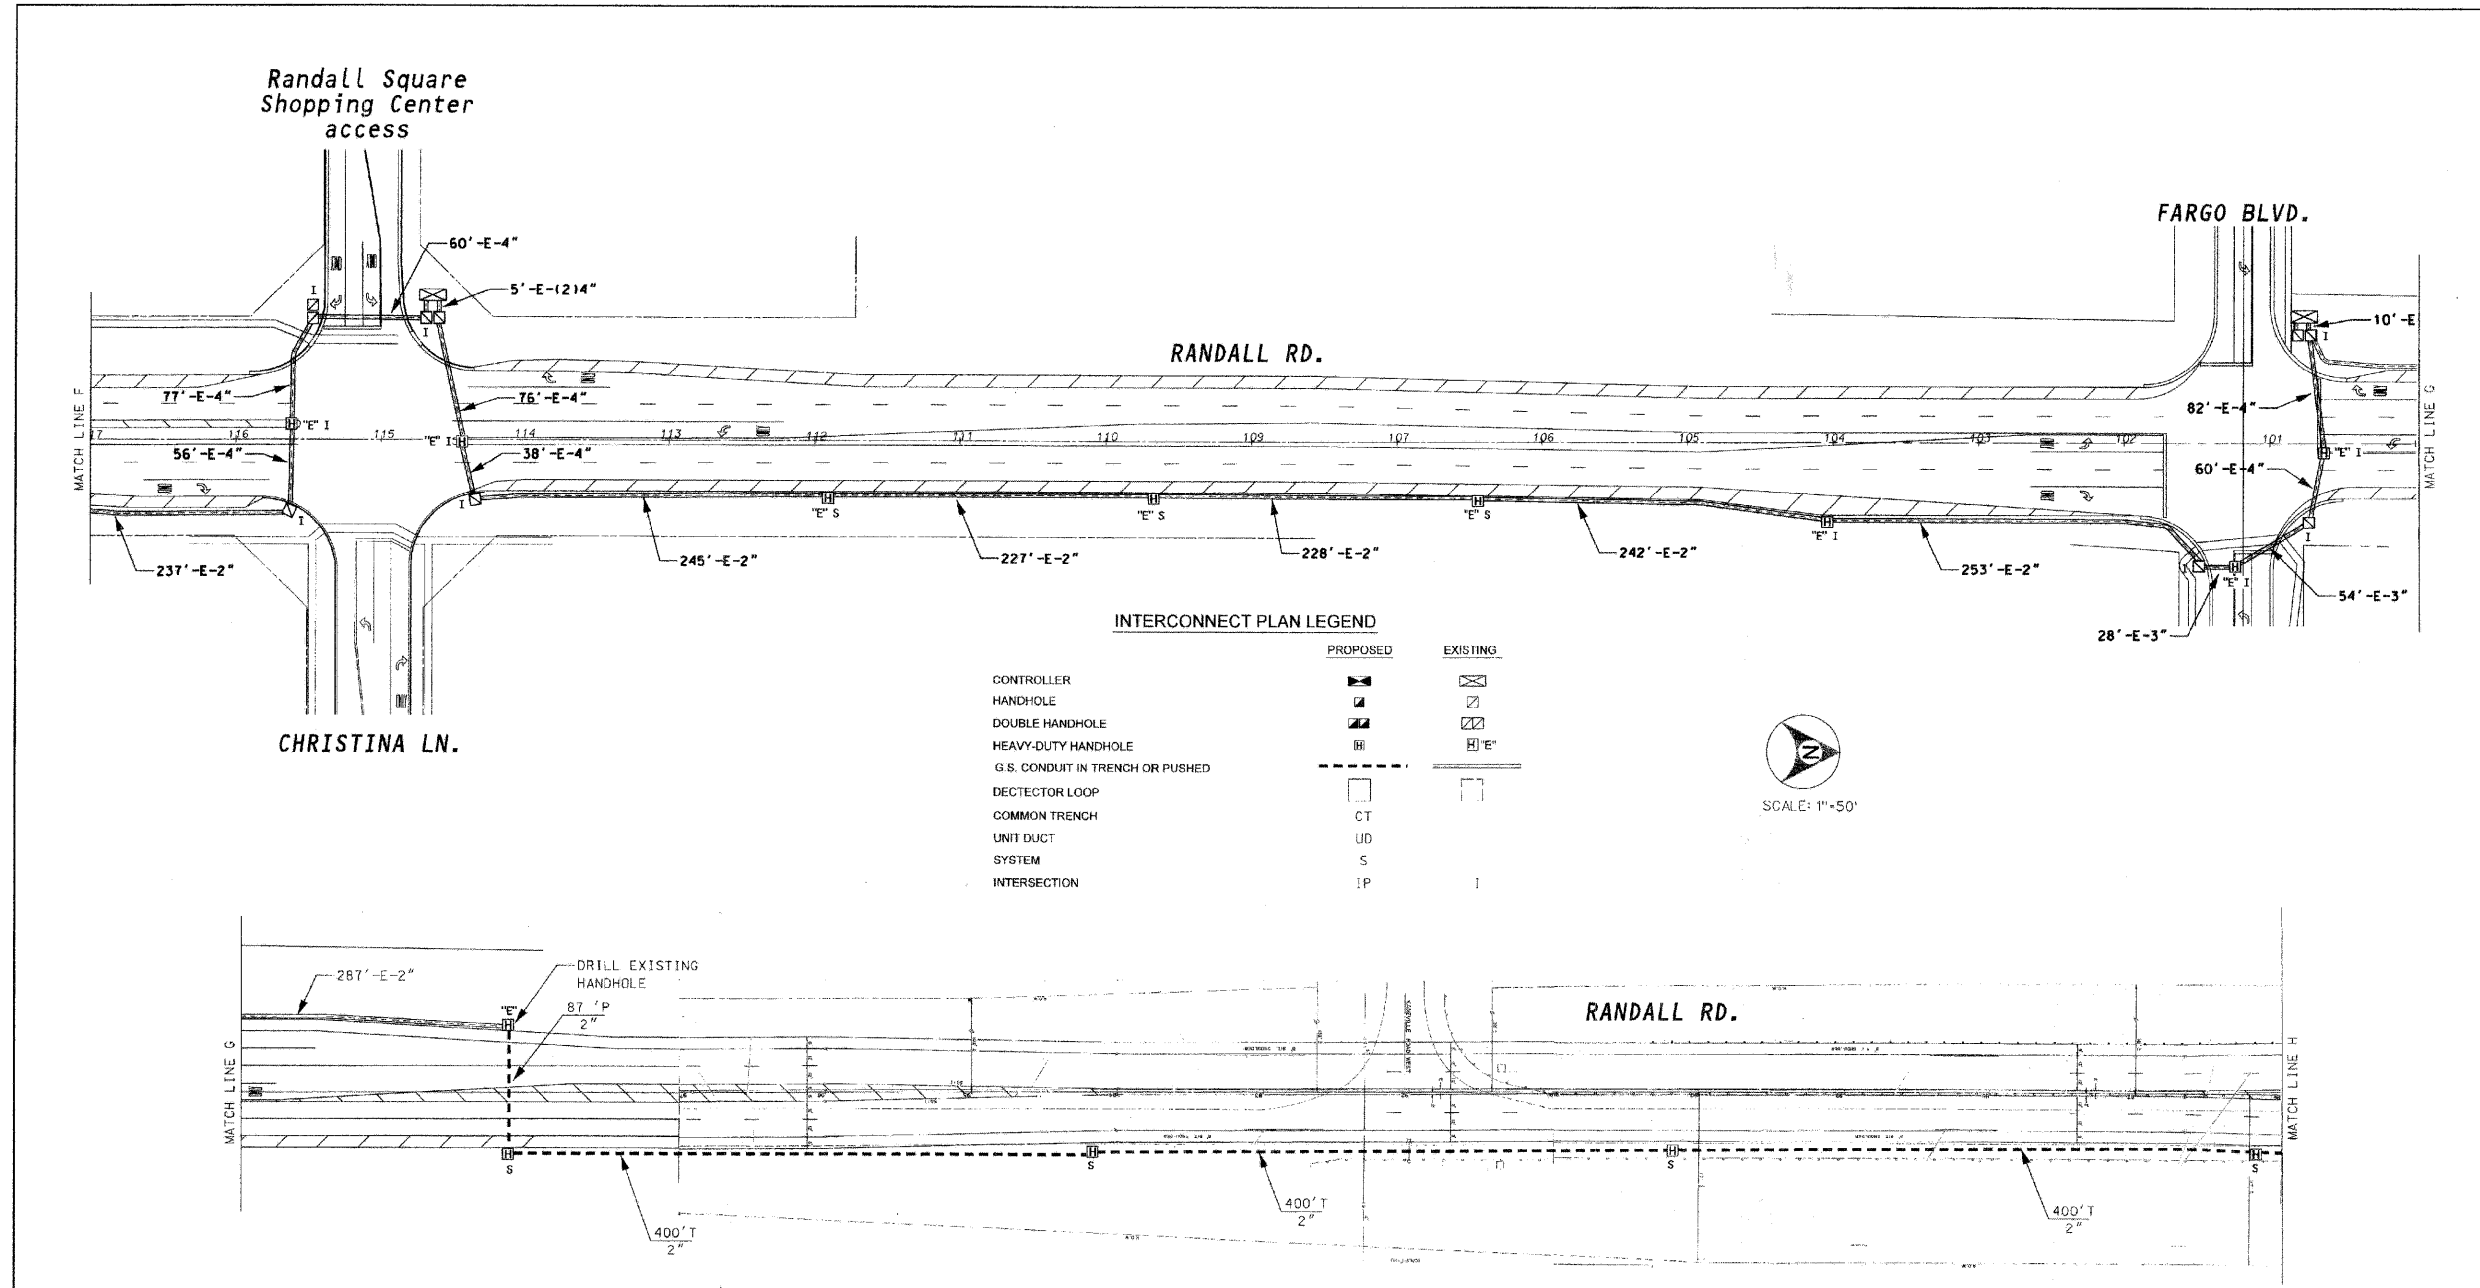 Randall Square
Shopping Center
access
60'-E-4"
5'-E-(2)4"
I
I
FARGO BLVD.
10'-E
I
RANDALL RD.
77'-E-4"
76'-E-4"
82'-E-4"
MATCH LINE F
MATCH LINE G
17
116
115
114
113
112
111
110
109
107
106
105
104
103
102
101
"E" I
"E" I
"E" I
56'-E-4"
38'-E-4"
60'-E-4"
I
I
"E" S
"E" S
"E" S
"E" I
I
I
"E" I
237'-E-2"
245'-E-2"
227'-E-2"
228'-E-2"
242'-E-2"
253'-E-2"
54'-E-3"
28'-E-3"
CHRISTINA LN.
INTERCONNECT PLAN LEGEND
PROPOSED EXISTING
CONTROLLER
HANDHOLE
DOUBLE HANDHOLE
HEAVY-DUTY HANDHOLE H H "E"
G.S. CONDUIT IN TRENCH OR PUSHED
DECTECTOR LOOP
COMMON TRENCH CT
UNIT DUCT UD
SYSTEM S
INTERSECTION IP I
N
SCALE: 1"=50'
287'-E-2"
DRILL EXISTING
HANDHOLE
"E"
H
87 'P
2"
RANDALL RD.
KANEVILLE ROAD WEST
MATCH LINE G
MATCH LINE H
H
S
H
S
H
S
H
S
400'T
2"
400'T
2"
400'T
2"